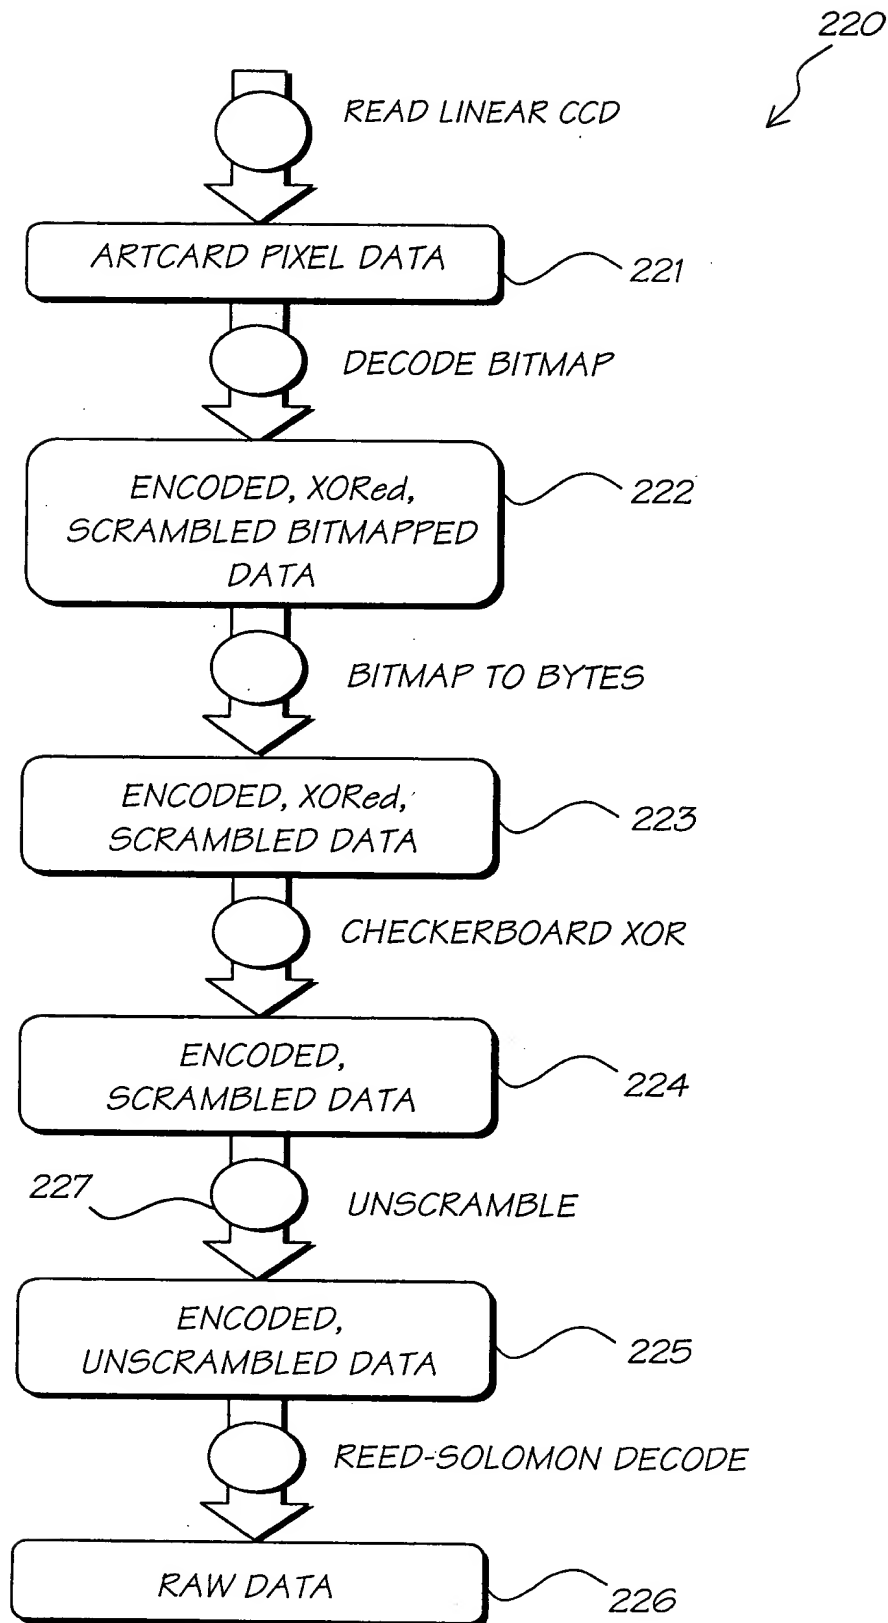 220
READ LINEAR CCD
ARTCARD PIXEL DATA
221
DECODE BITMAP
ENCODED, XORed,
SCRAMBLED BITMAPPED
DATA
222
BITMAP TO BYTES
ENCODED, XORed,
SCRAMBLED DATA
223
CHECKERBOARD XOR
ENCODED,
SCRAMBLED DATA
224
227
UNSCRAMBLE
ENCODED,
UNSCRAMBLED DATA
225
REED-SOLOMON DECODE
RAW DATA
226